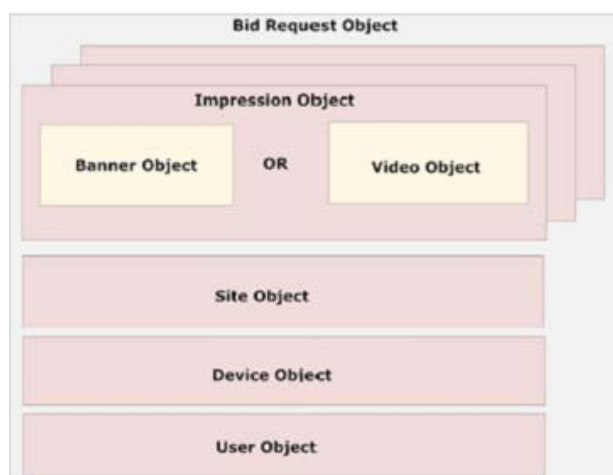 Bid Request Object
Impression Object
Banner Object OR Video Object
Site Object
Device Object
User Object